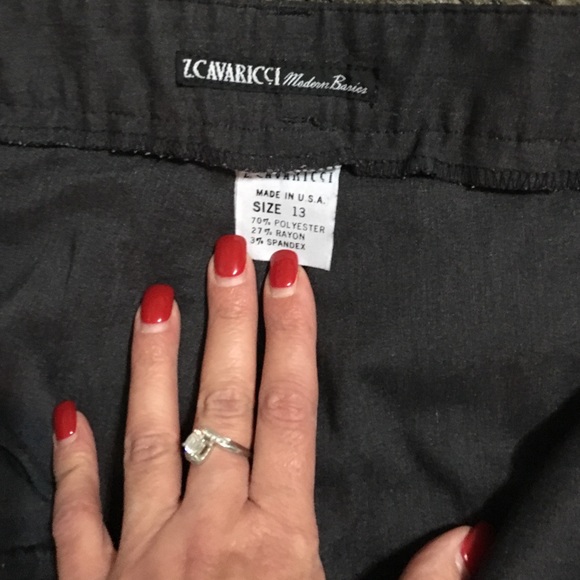 Z.CAVARICCI Modern Basics
Z.CAVARICCI
MADE IN U.S.A.
SIZE 13
70% POLYESTER
27% RAYON
3% SPANDEX